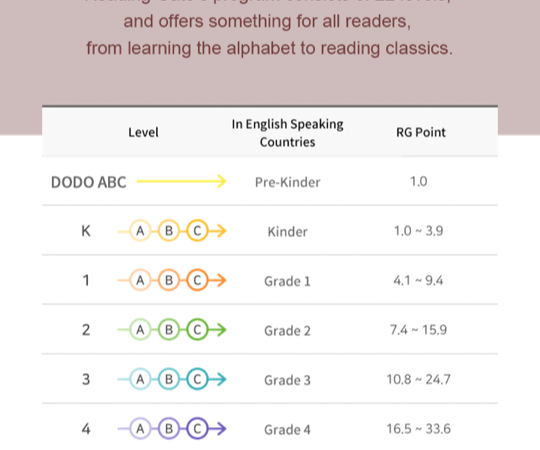 and offers something for all readers,
from learning the alphabet to reading classics.
Level In English Speaking Countries RG Point
DODO ABC Pre-Kinder 1.0
K A B C Kinder 1.0 ~ 3.9
1 A B C Grade 1 4.1 ~ 9.4
2 A B C Grade 2 7.4 ~ 15.9
3 A B C Grade 3 10.8 ~ 24.7
4 A B C Grade 4 16.5 ~ 33.6